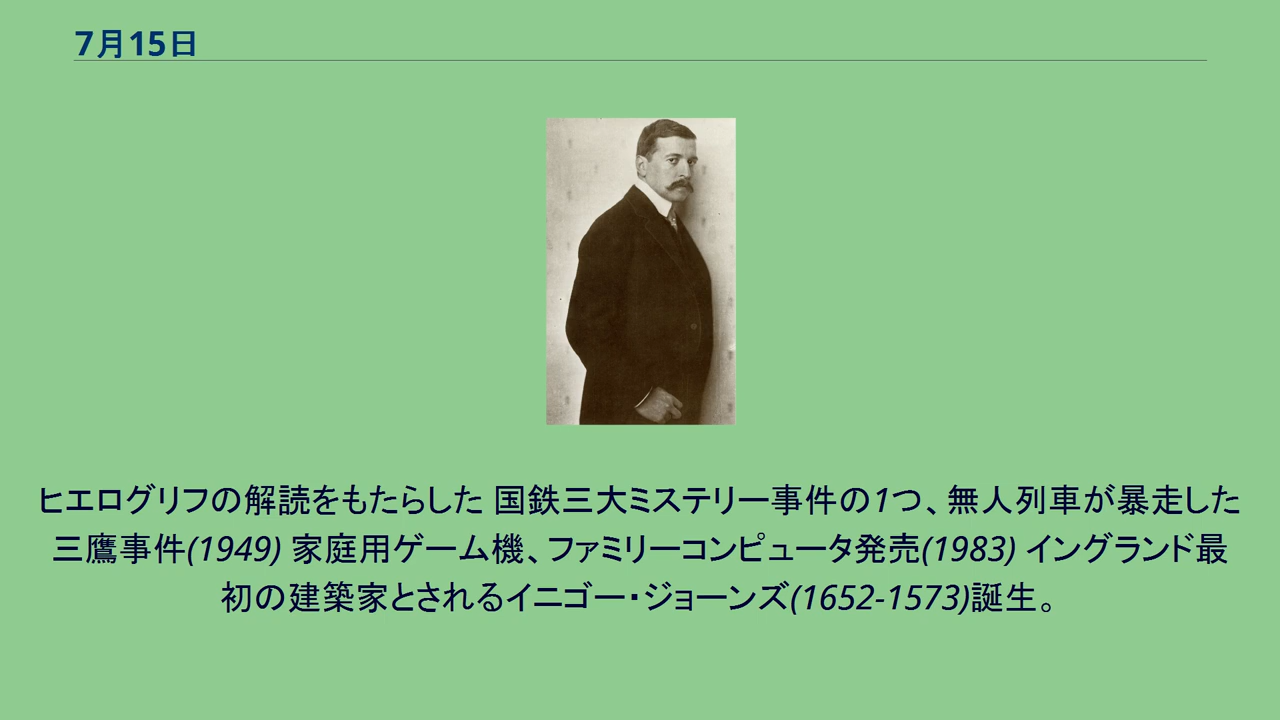 7月15日
ヒエログリフの解読をもたらした 国鉄三大ミステリー事件の1つ、無人列車が暴走した
三鷹事件(1949) 家庭用ゲーム機、ファミリーコンピュータ発売(1983) イングランド最
初の建築家とされるイニゴー・ジョーンズ(1652-1573)誕生。